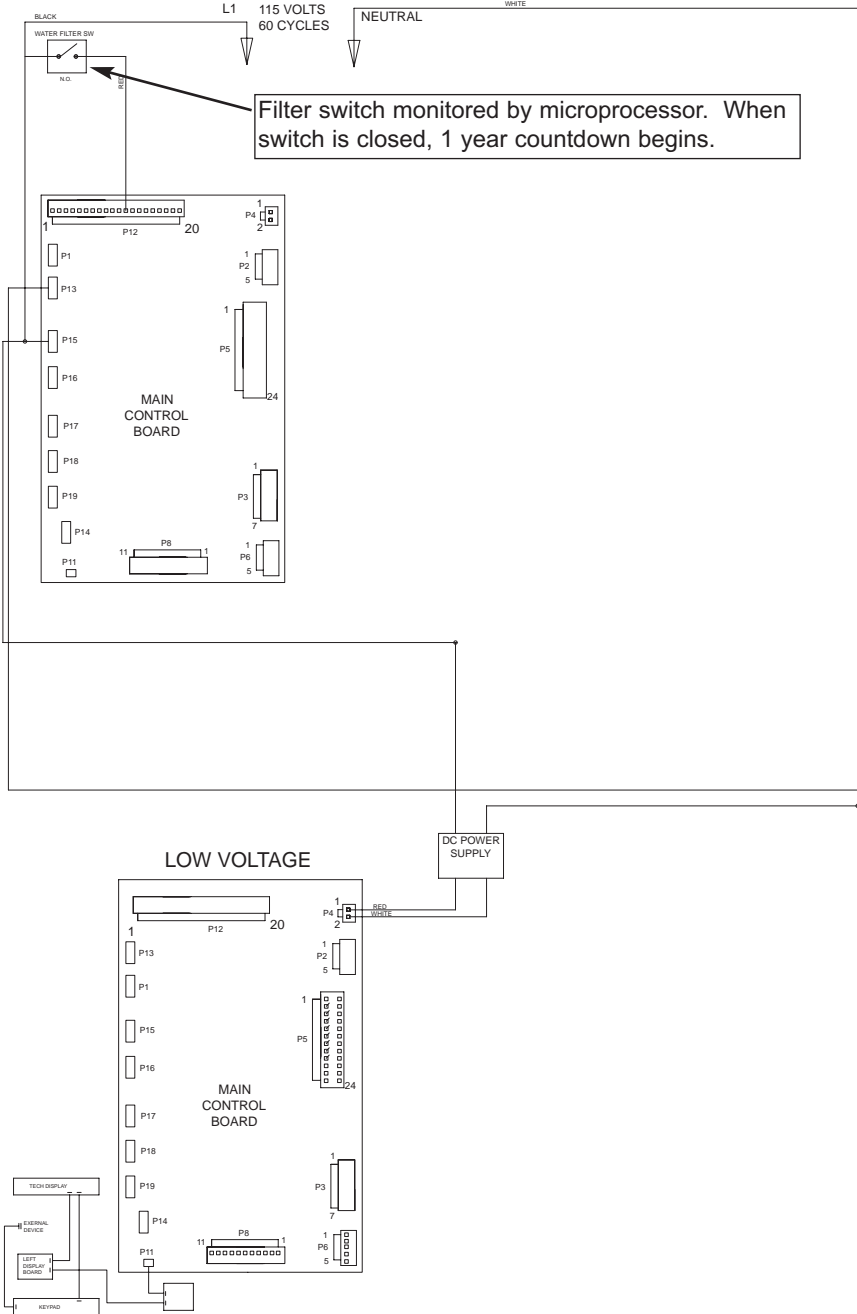 L1
115 VOLTS
60 CYCLES
NEUTRAL
WHITE
BLACK
WATER FILTER SW
N.O.
RED
Filter switch monitored by microprocessor. When
switch is closed, 1 year countdown begins.
1
P12
20
P4
1
2
P1
P2
1
5
P13
P5
1
24
P15
P16
MAIN
CONTROL
BOARD
P17
P18
P19
P3
1
7
P14
P8
11
1
P6
1
5
P11
DC POWER
SUPPLY
LOW VOLTAGE
1
P12
20
P4
1
2
RED
WHITE
P13
P2
1
5
P1
P5
1
24
P15
P16
MAIN
CONTROL
BOARD
P17
P18
P19
P3
1
7
P14
P8
11
1
P6
1
5
P11
TECH DISPLAY
EXERNAL
DEVICE
LEFT
DISPLAY
BOARD
KEYPAD